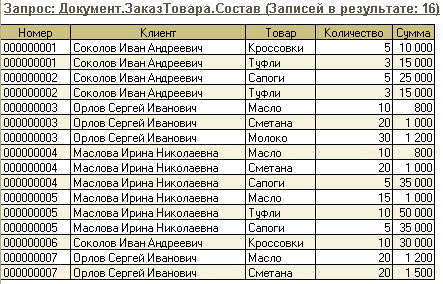 Запрос: Документ.ЗаказТовара.Состав (Записей в результате: 16)
Номер Клиент Товар Количество Сумма
000000001 Соколов Иван Андреевич Кроссовки 5 10 000
000000001 Соколов Иван Андреевич Туфли 3 15 000
000000002 Соколов Иван Андреевич Сапоги 5 25 000
000000002 Соколов Иван Андреевич Туфли 3 15 000
000000003 Орлов Сергей Иванович Масло 10 800
000000003 Орлов Сергей Иванович Сметана 20 1 000
000000003 Орлов Сергей Иванович Молоко 30 1 200
000000004 Маслова Ирина Николаевна Масло 10 800
000000004 Маслова Ирина Николаевна Сметана 20 1 000
000000004 Маслова Ирина Николаевна Сапоги 5 35 000
000000005 Маслова Ирина Николаевна Масло 15 1 000
000000005 Маслова Ирина Николаевна Туфли 10 50 000
000000005 Маслова Ирина Николаевна Сапоги 5 35 000
000000006 Соколов Иван Андреевич Кроссовки 10 30 000
000000007 Орлов Сергей Иванович Масло 20 1 200
000000007 Орлов Сергей Иванович Сметана 20 1 500